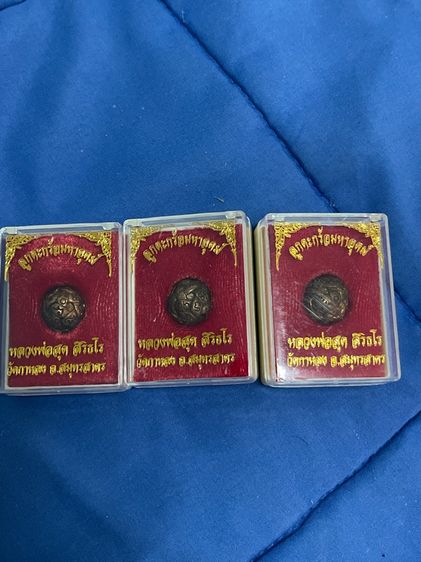 ลูกตะกร้อมหาอุตม์
หลวงพ่อสุด สิริธโร
วัดกาหลง จ.สมุทรสาคร
ลูกตะกร้อมหาอุตม์
หลวงพ่อสุด สิริธโร
วัดกาหลง จ.สมุทรสาคร
ลูกตะกร้อมหาอุตม์
หลวงพ่อสุด สิริธโร
วัดกาหลง จ.สมุทรสาคร